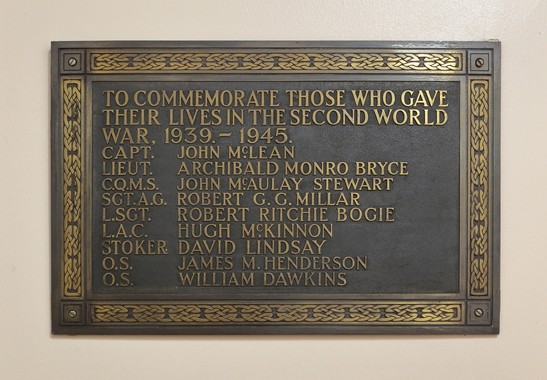 TO COMMEMORATE THOSE WHO GAVE
THEIR LIVES IN THE SECOND WORLD
WAR, 1939.-1945.
CAPT. JOHN McLEAN
LIEUT. ARCHIBALD MONRO BRYCE
C.Q.M.S. JOHN McAULAY STEWART
SGT.A.G. ROBERT G.G. MILLAR
L.SGT. ROBERT RITCHIE BOGIE
L.A.C. HUGH McKINNON
STOKER DAVID LINDSAY
O.S. JAMES M. HENDERSON
O.S. WILLIAM DAWKINS